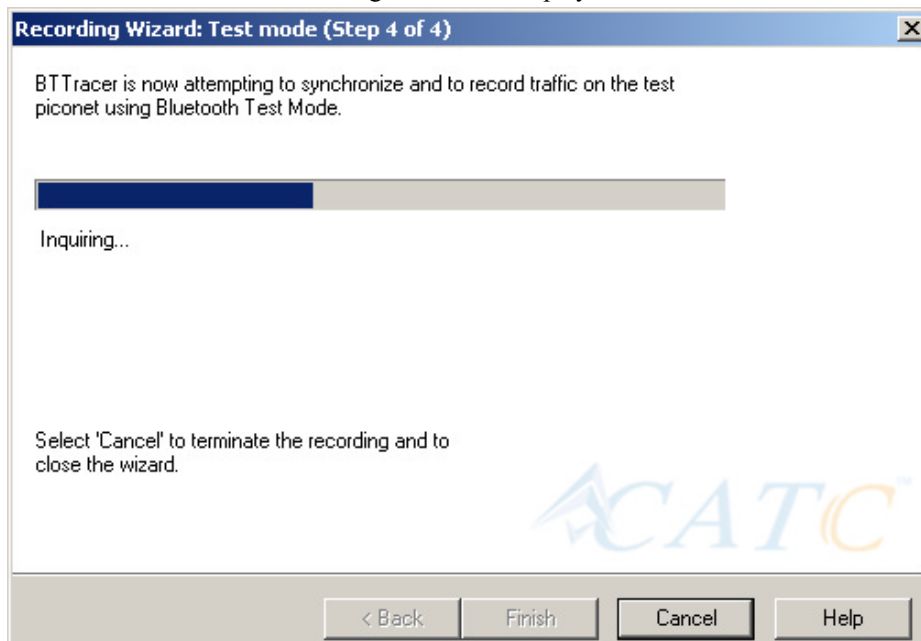 Recording Wizard: Test mode (Step 4 of 4)
BTTracer is now attempting to synchronize and to record traffic on the test
piconet using Bluetooth Test Mode.
Inquiring...
Select 'Cancel' to terminate the recording and to
close the wizard.
CATC
< Back Finish Cancel Help